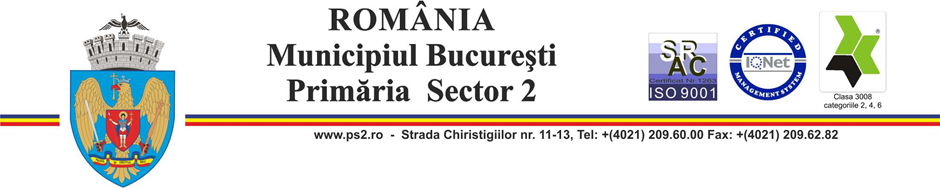 ROMÂNIA
Municipiul Bucureşti
Primăria Sector 2
SRAC
Certificat Nr.1263
ISO 9001
CERTIFIED
IQNet
MANAGEMENT SYSTEM
Clasa 3008
categoriile 2, 4, 6
www.ps2.ro - Strada Chiristigiilor nr. 11-13, Tel: +(4021) 209.60.00 Fax: +(4021) 209.62.82